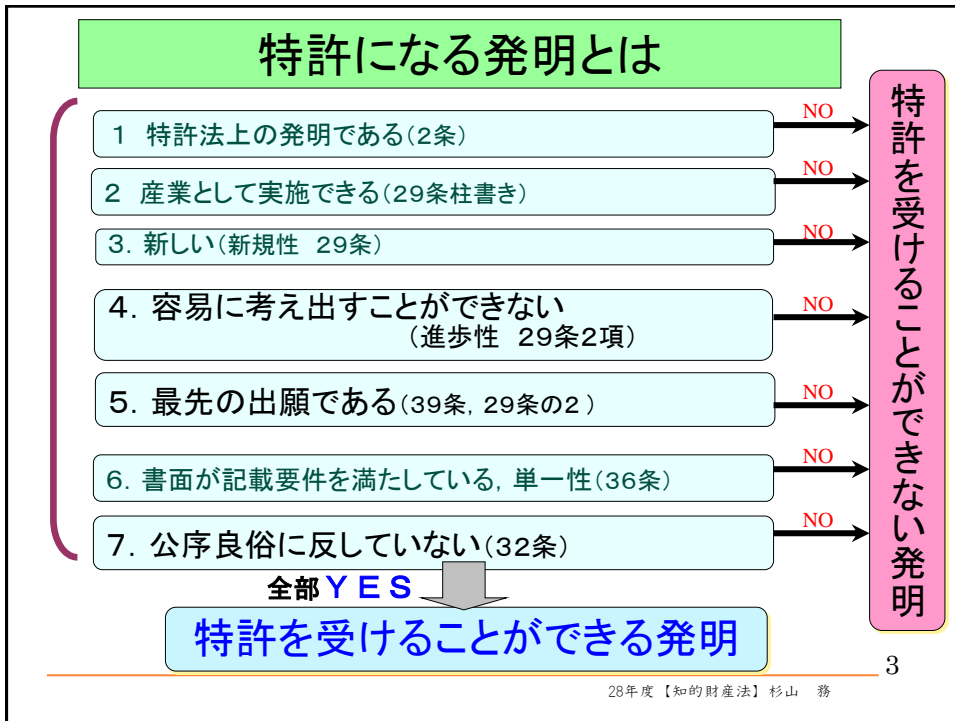 特許になる発明とは
1　特許法上の発明である(2条)
NO
2　産業として実施できる(29条柱書き)
NO
3．新しい(新規性　29条)
NO
4．容易に考え出すことができない
(進歩性　29条2項)
NO
5．最先の出願である(39条，29条の2 )
NO
6．書面が記載要件を満たしている，単一性(36条)
NO
7．公序良俗に反していない(32条)
NO
特許を受けることができない発明
全部ＹＥＳ
特許を受けることができる発明
3
28年度【知的財産法】杉山　務